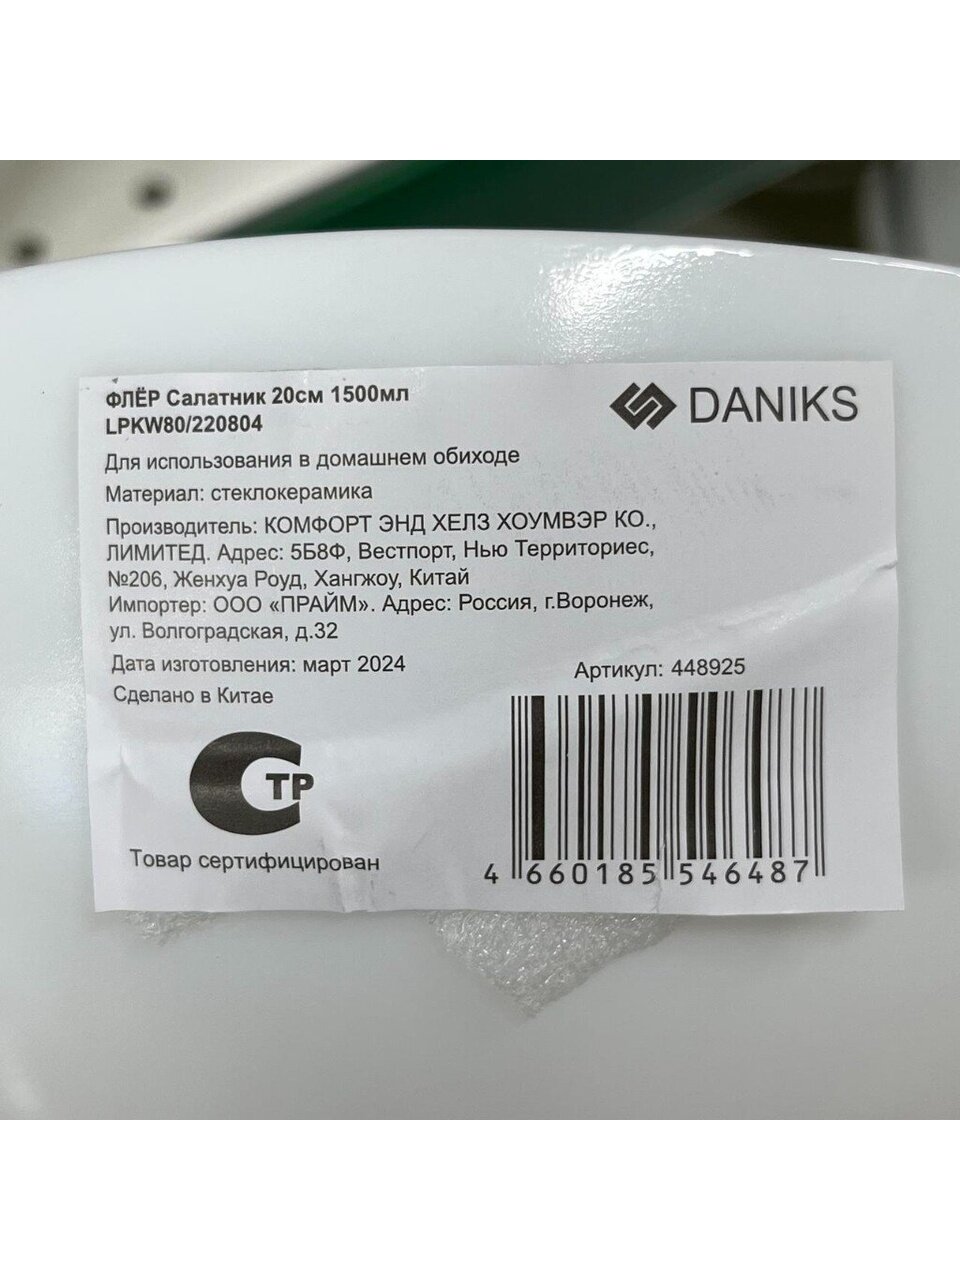 ФЛЁР Салатник 20см 1500мл
LPKW80/220804
DANIKS
Для использования в домашнем обиходе
Материал: стеклокерамика
Производитель: КОМФОРТ ЭНД ХЕЛЗ ХОУМВЭР КО.,
ЛИМИТЕД. Адрес: 5Б8Ф, Вестпорт, Нью Территориес,
№206, Женхуа Роуд, Хангжоу, Китай
Импортер: ООО «ПРАЙМ». Адрес: Россия, г.Воронеж,
ул. Волгоградская, д.32
Дата изготовления: март 2024
Сделано в Китае
Артикул: 448925
СТР
Товар сертифицирован
4 660185 546487